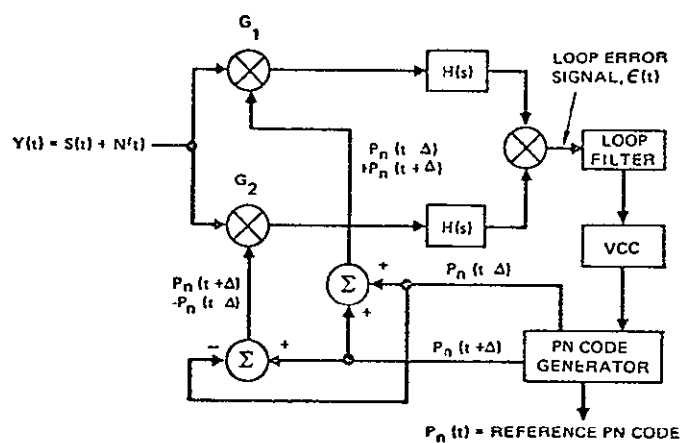 G1
LOOP ERROR
SIGNAL, ϵ(t)
H(s)
Y(t) = S(t) + N(t)
Pn (t Δ)
+Pn (t + Δ)
LOOP
FILTER
G2
H(s)
VCC
Pn (t +Δ)
-Pn (t Δ)
Σ
+
+
Pn (t Δ)
−
Σ
+
Pn (t +Δ)
PN CODE
GENERATOR
Pn (t) = REFERENCE PN CODE